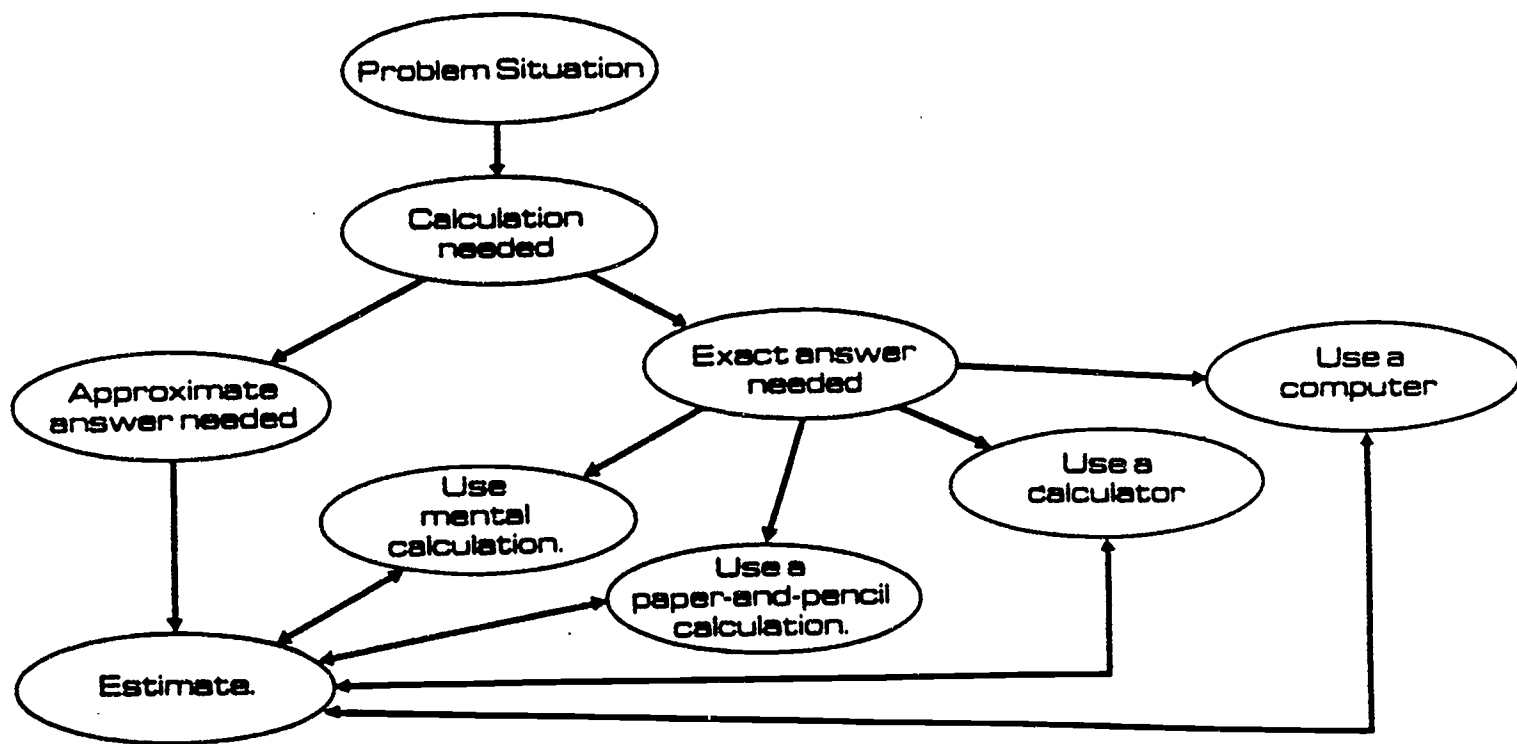 Problem Situation
Calculation
needed
Approximate
answer needed
Exact answer
needed
Use a
computer
Use
mental
calculation.
Use a
paper-and-pencil
calculation.
Use a
calculator
Estimate.